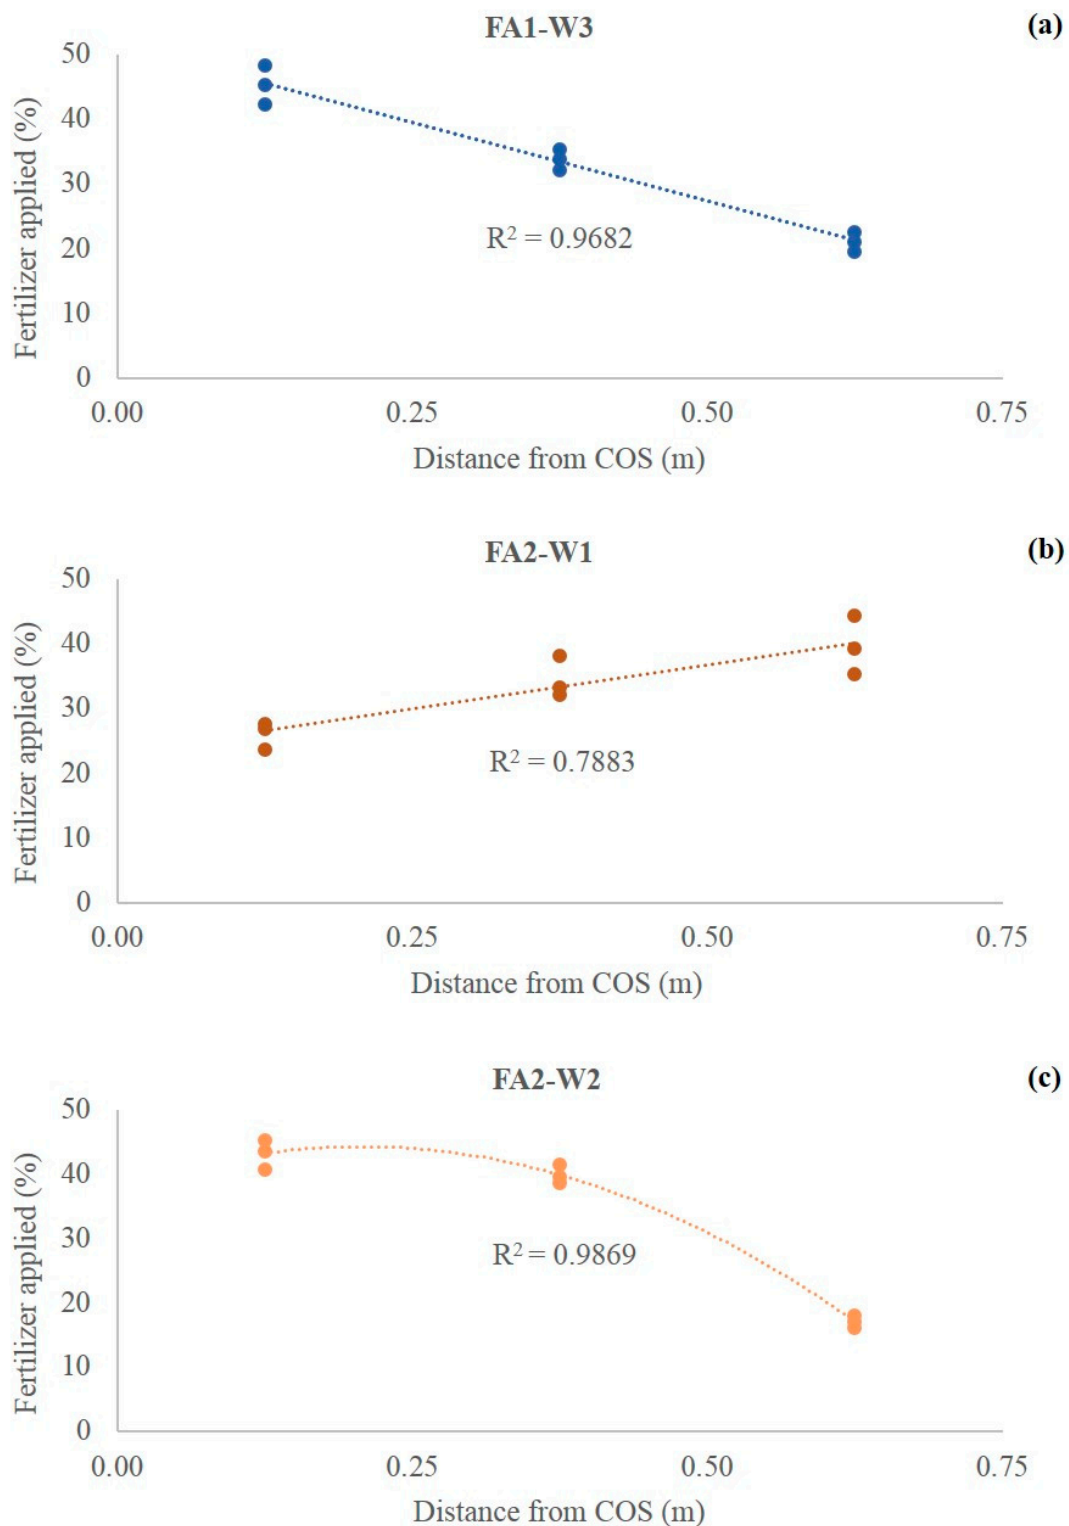 FA1-W3
(a)
Fertilizer applied (%)
50
40
30
20
10
0
R² = 0.9682
0.00 0.25 0.50 0.75
Distance from COS (m)
FA2-W1
(b)
Fertilizer applied (%)
50
40
30
20
10
0
R² = 0.7883
0.00 0.25 0.50 0.75
Distance from COS (m)
FA2-W2
(c)
Fertilizer applied (%)
50
40
30
20
10
0
R² = 0.9869
0.00 0.25 0.50 0.75
Distance from COS (m)